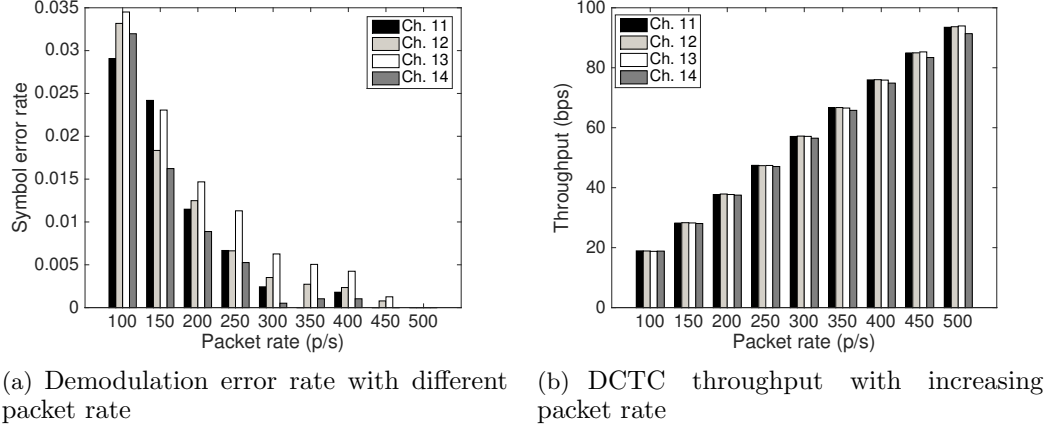 0.035
0.03
0.025
0.02
0.015
0.01
0.005
0
Symbol error rate
Ch. 11
Ch. 12
Ch. 13
Ch. 14
100 150 200 250 300 350 400 450 500
Packet rate (p/s)
(a) Demodulation error rate with different
packet rate
100
80
60
40
20
0
Throughput (bps)
Ch. 11
Ch. 12
Ch. 13
Ch. 14
100 150 200 250 300 350 400 450 500
Packet rate (p/s)
(b) DCTC throughput with increasing
packet rate